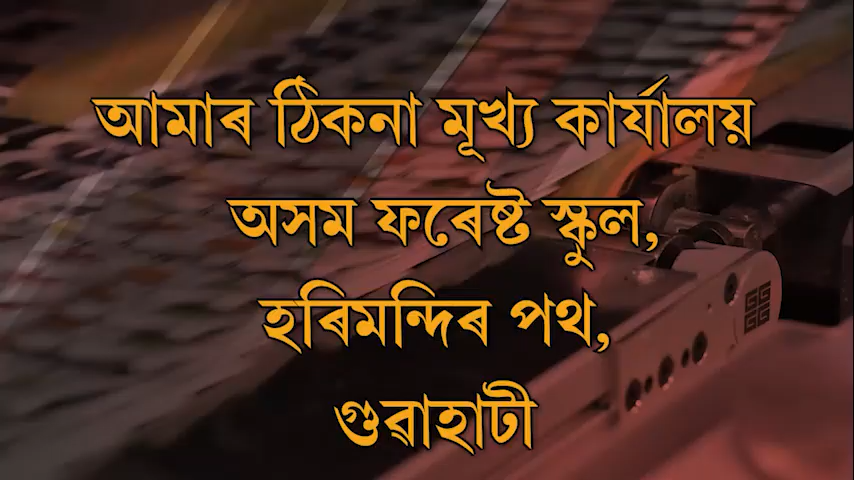 আমাৰ ঠিকনা মূখ্য কাৰ্যালয়
অসম ফৰেষ্ট স্কুল,
হৰিমন্দিৰ পথ,
গুৱাহাটী